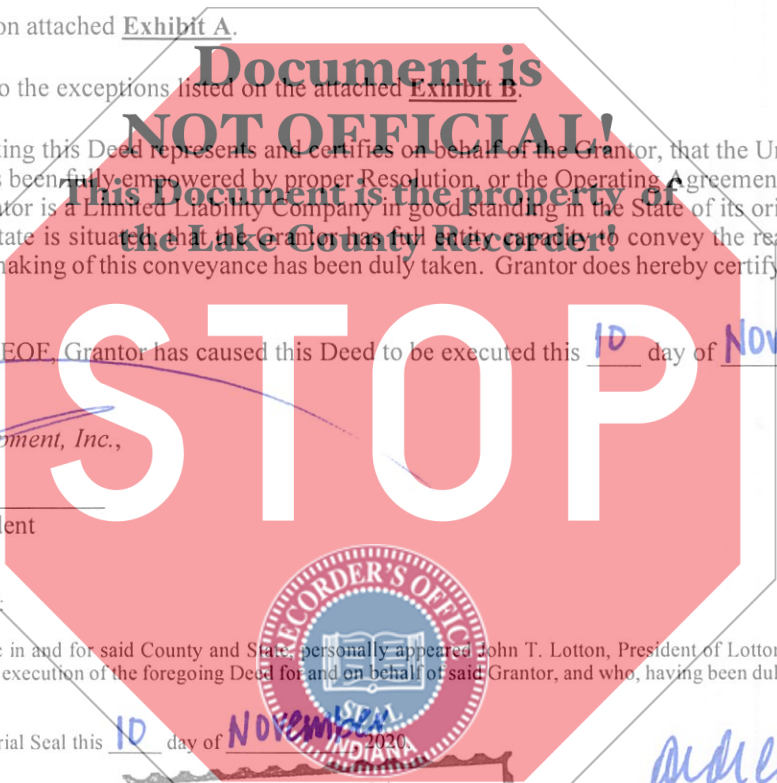 on attached Exhibit A.
Document is
o the exceptions listed on the attached Exhibit B.
NOT OFFICIAL!
ting this Deed represents and certifies on behalf of the Grantor, that the Un
s been fully empowered by proper Resolution, or the Operating Agreemen
This Document is the property of
tor is a Limited Liability Company in good standing in the State of its ori
the Lake County Recorder!
tate is situated; that the Grantor has full entity capacity to convey the rea
making of this conveyance has been duly taken. Grantor does hereby certify
STOP
EOF, Grantor has caused this Deed to be executed this 10 day of Nov
pment, Inc.,
dent
RECORDER'S OFFICE
c in and for said County and State, personally appeared John T. Lotton, President of Lotton
execution of the foregoing Deed for and on behalf of said Grantor, and who, having been dul
SEAL
rial Seal this 10 day of November 2020.
INDIANA